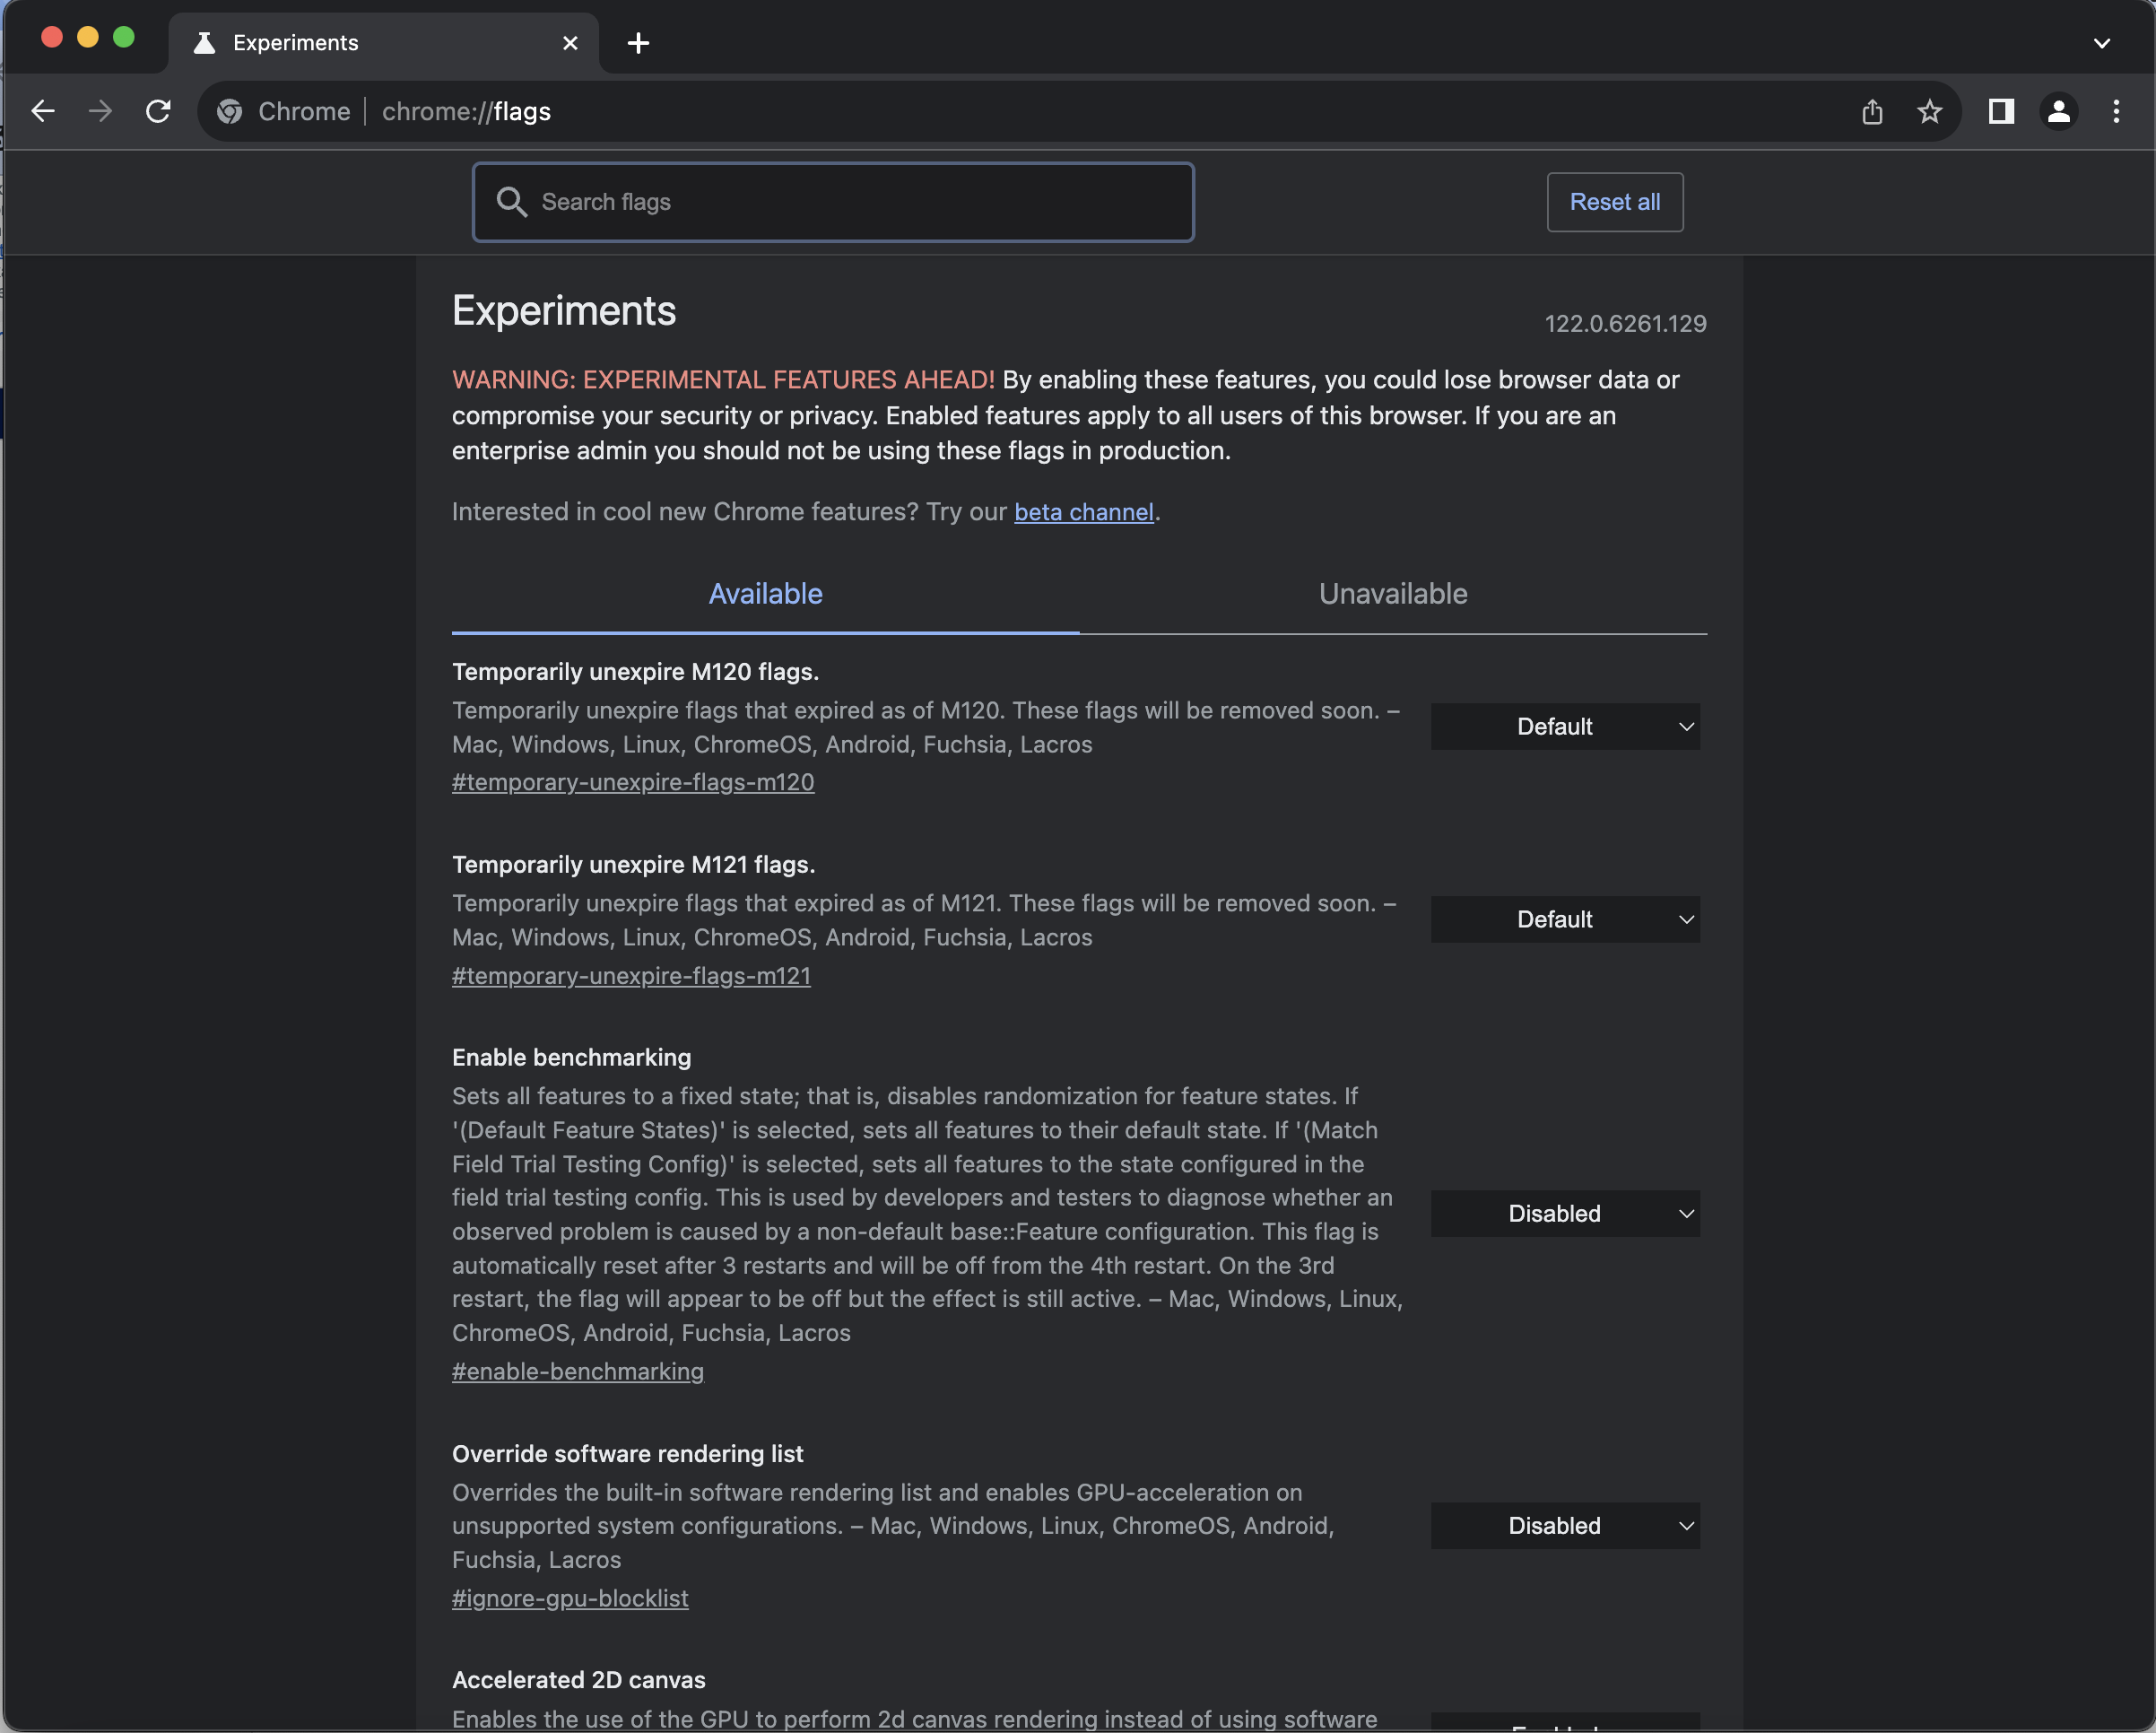 Experiments
Chrome
chrome://flags
Search flags
Reset all
Experiments
122.0.6261.129
WARNING: EXPERIMENTAL FEATURES AHEAD! By enabling these features, you could lose browser data or
compromise your security or privacy. Enabled features apply to all users of this browser. If you are an
enterprise admin you should not be using these flags in production.
Interested in cool new Chrome features? Try our beta channel.
Available
Unavailable
Temporarily unexpire M120 flags.
Temporarily unexpire flags that expired as of M120. These flags will be removed soon. –
Mac, Windows, Linux, ChromeOS, Android, Fuchsia, Lacros
#temporary-unexpire-flags-m120
Default
Temporarily unexpire M121 flags.
Temporarily unexpire flags that expired as of M121. These flags will be removed soon. –
Mac, Windows, Linux, ChromeOS, Android, Fuchsia, Lacros
#temporary-unexpire-flags-m121
Default
Enable benchmarking
Sets all features to a fixed state; that is, disables randomization for feature states. If
'(Default Feature States)' is selected, sets all features to their default state. If '(Match
Field Trial Testing Config)' is selected, sets all features to the state configured in the
field trial testing config. This is used by developers and testers to diagnose whether an
observed problem is caused by a non-default base::Feature configuration. This flag is
automatically reset after 3 restarts and will be off from the 4th restart. On the 3rd
restart, the flag will appear to be off but the effect is still active. – Mac, Windows, Linux,
ChromeOS, Android, Fuchsia, Lacros
#enable-benchmarking
Disabled
Override software rendering list
Overrides the built-in software rendering list and enables GPU-acceleration on
unsupported system configurations. – Mac, Windows, Linux, ChromeOS, Android,
Fuchsia, Lacros
#ignore-gpu-blocklist
Disabled
Accelerated 2D canvas
Enables the use of the GPU to perform 2d canvas rendering instead of using software